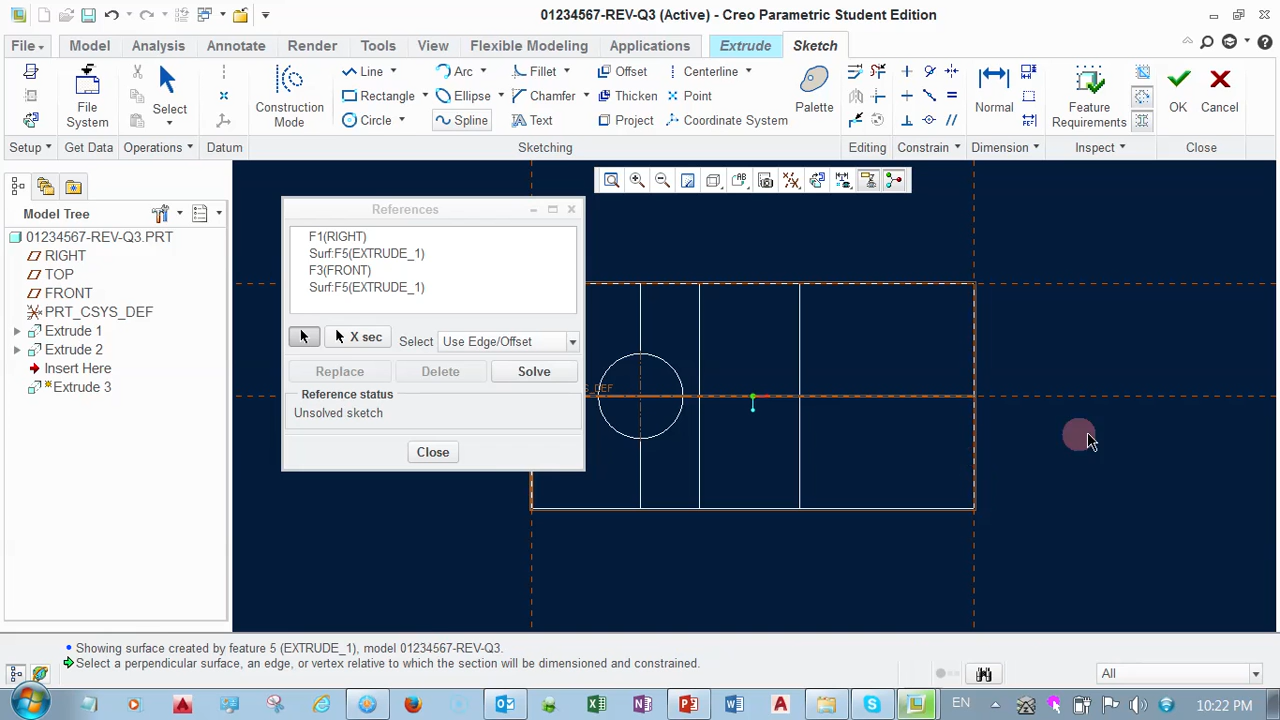 01234567-REV-Q3 (Active) - Creo Parametric Student Edition
File Model Analysis Annotate Render Tools View Flexible Modeling Applications Extrude Sketch
File System
Select
Construction Mode
Line Arc Fillet Offset Centerline
Rectangle Ellipse Chamfer Thicken Point
Circle Spline Text Project Coordinate System
Palette
Normal
Feature Requirements
OK Cancel
Setup Get Data Operations Datum Sketching Editing Constrain Dimension Inspect Close
Model Tree
01234567-REV-Q3.PRT
RIGHT
TOP
FRONT
PRT_CSYS_DEF
Extrude 1
Extrude 2
Insert Here
Extrude 3
References
F1(RIGHT)
Surf:F5(EXTRUDE_1)
F3(FRONT)
Surf:F5(EXTRUDE_1)
X sec Select Use Edge/Offset
Replace Delete Solve
Reference status
Unsolved sketch
Close
S_DEF
Showing surface created by feature 5 (EXTRUDE_1), model 01234567-REV-Q3.
Select a perpendicular surface, an edge, or vertex relative to which the section will be dimensioned and constrained.
All
EN 10:22 PM